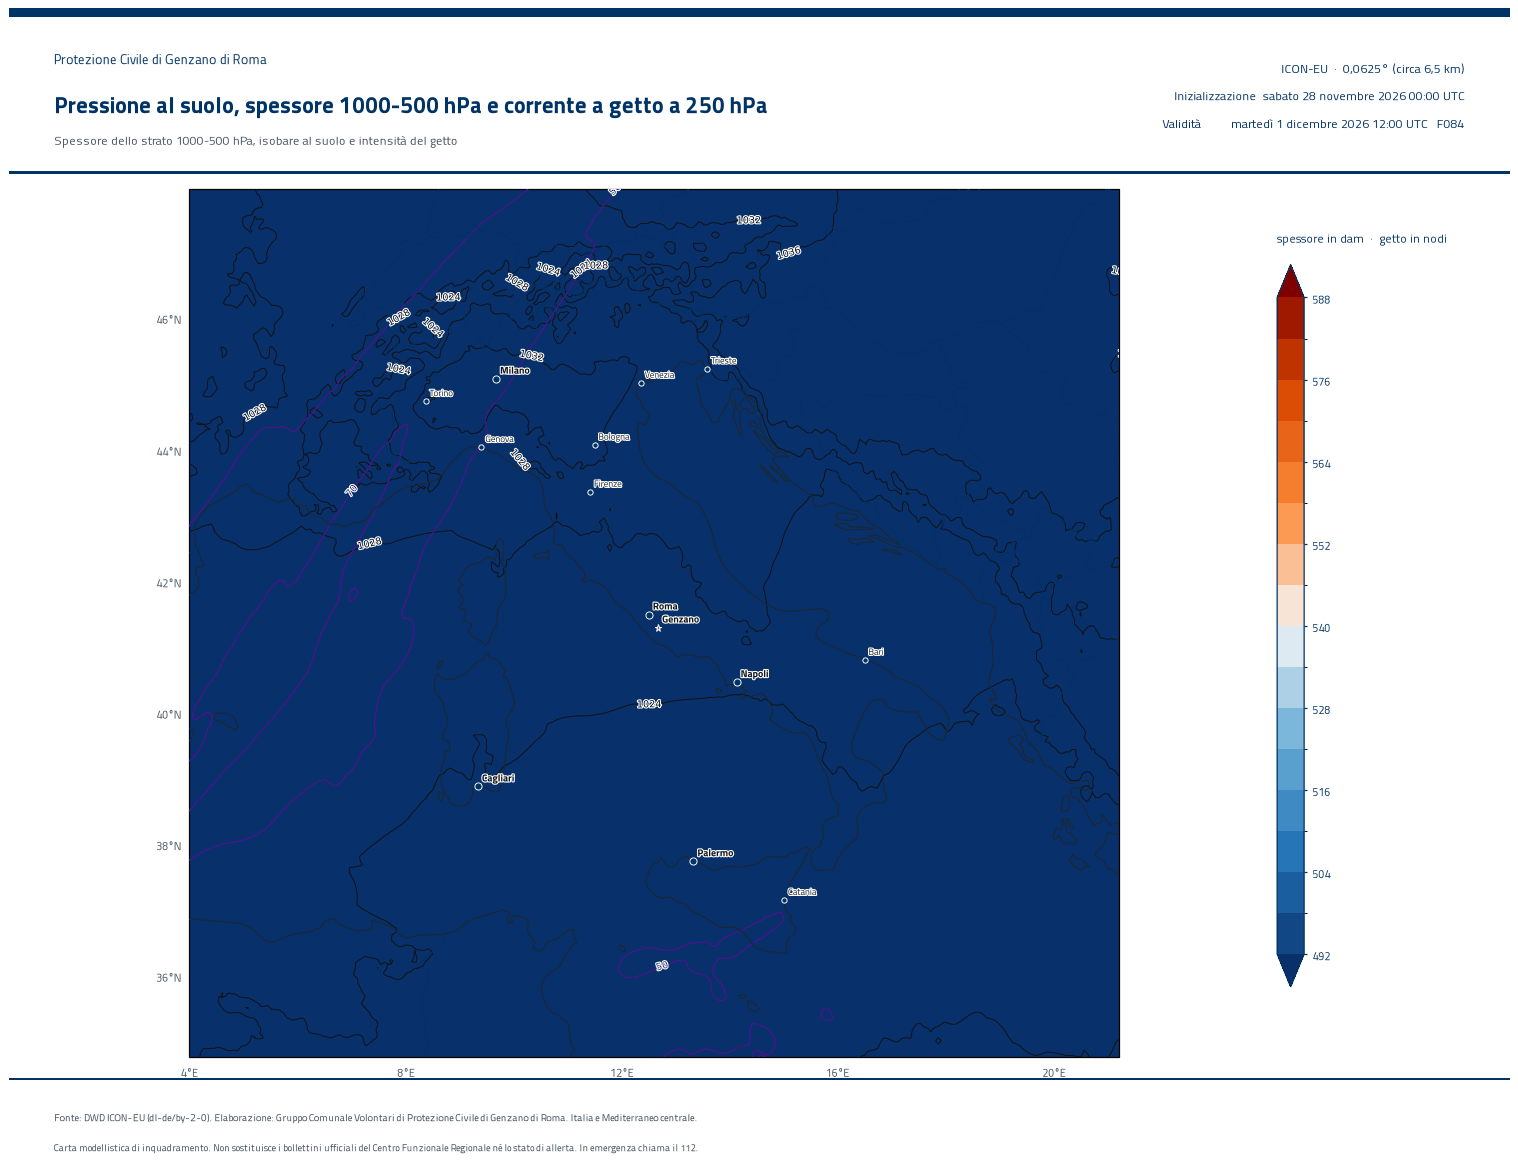 Protezione Civile di Genzano di Roma
Pressione al suolo, spessore 1000-500 hPa e corrente a getto a 250 hPa
Spessore dello strato 1000-500 hPa, isobare al suolo e intensità del getto
ICON-EU · 0,0625° (circa 6,5 km)
Inizializzazione sabato 28 novembre 2026 00:00 UTC
Validità martedì 1 dicembre 2026 12:00 UTC F084
spessore in dam · getto in nodi
588
576
564
552
540
528
516
504
492
46°N
44°N
42°N
40°N
38°N
36°N
4°E
8°E
12°E
16°E
20°E
1032
1036
1024
1028
1028
1024
1028
1024
1032
1024
1028
1028
70
1028
1024
50
Milano
Torino
Venezia
Trieste
Genova
Bologna
Firenze
Roma
Genzano
Napoli
Bari
Cagliari
Palermo
Catania
Fonte: DWD ICON-EU (dl-de/by-2-0). Elaborazione: Gruppo Comunale Volontari di Protezione Civile di Genzano di Roma. Italia e Mediterraneo centrale.
Carta modellistica di inquadramento. Non sostituisce i bollettini ufficiali del Centro Funzionale Regionale né lo stato di allerta. In emergenza chiama il 112.